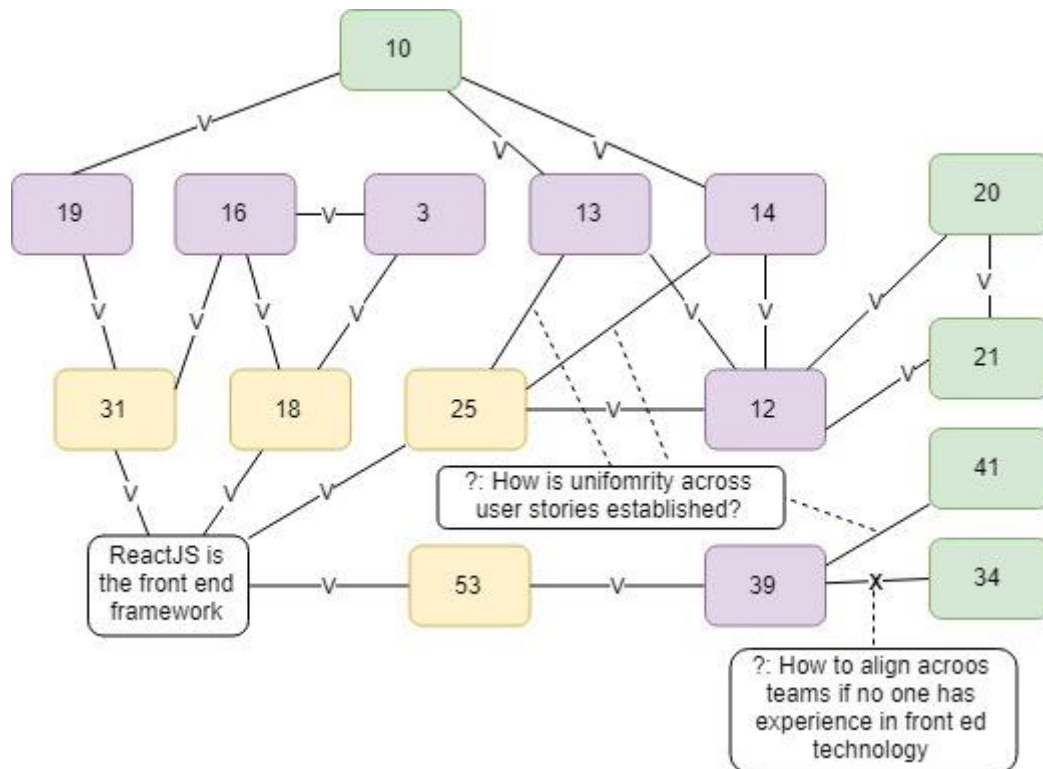 10
V
V
V
19
16
V
3
13
14
20
V
V
V
V
V
V
V
V
31
18
25
V
12
V
21
V
V
V
?: How is unifomrity across
user stories established?
41
ReactJS is
the front end
framework
V
53
V
39
X
34
?: How to align acroos
teams if no one has
experience in front ed
technology